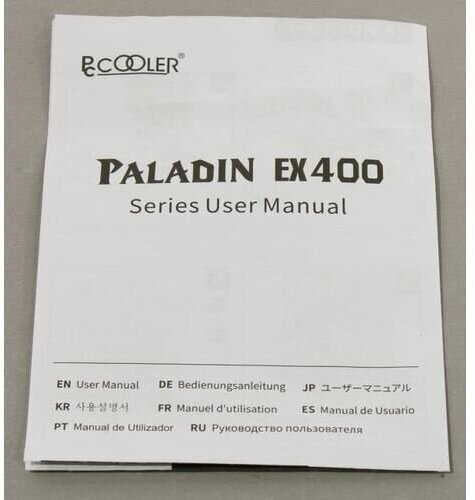 PCCOOLER®
PALADIN EX400
Series User Manual
EN User Manual DE Bedienungsanleitung JP ユーザーマニュアル
KR 사용설명서 FR Manuel d'utilisation ES Manual de Usuario
PT Manual de Utilizador RU Руководство пользователя